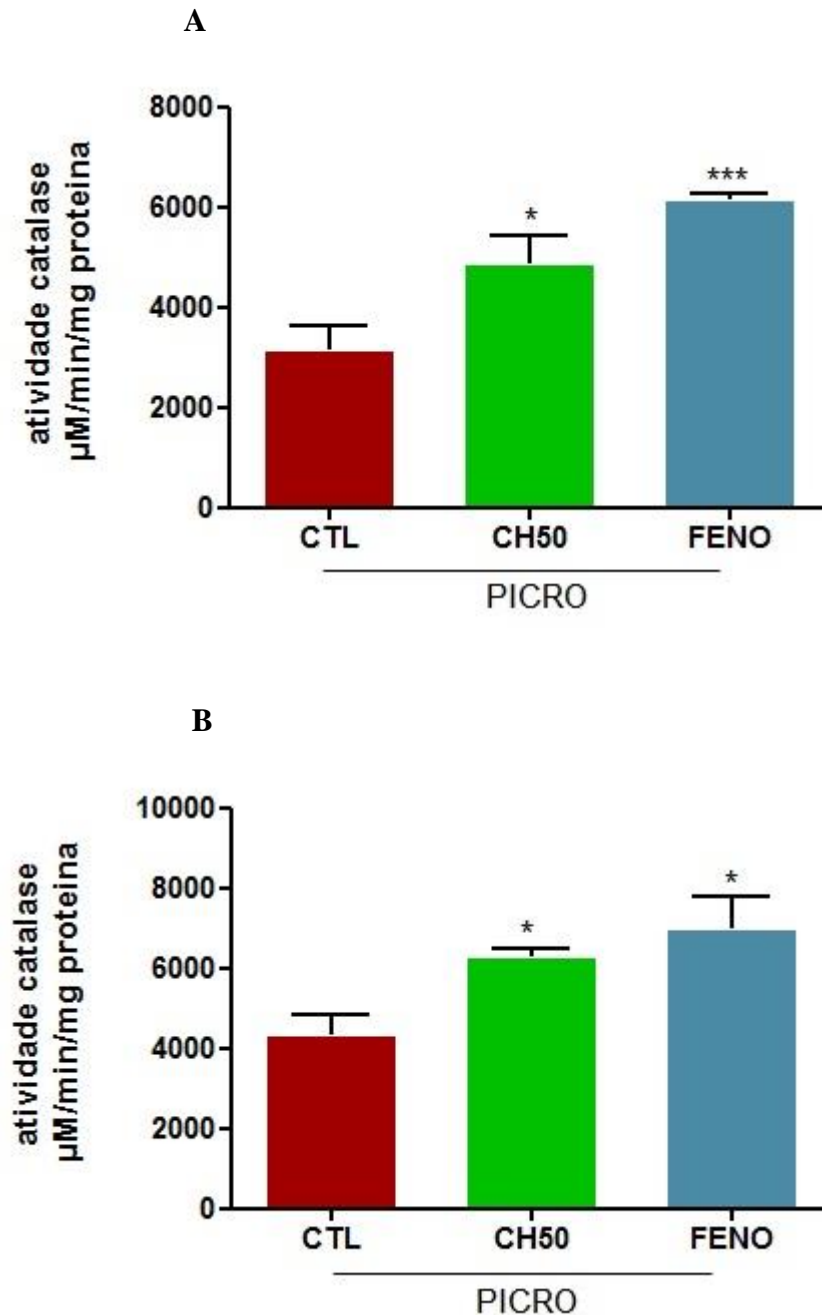 A
atividade catalase
µM/min/mg proteina
8000
6000
4000
2000
0
*
***
CTL CH50 FENO
PICRO
B
atividade catalase
µM/min/mg proteina
10000
8000
6000
4000
2000
0
*
*
CTL CH50 FENO
PICRO